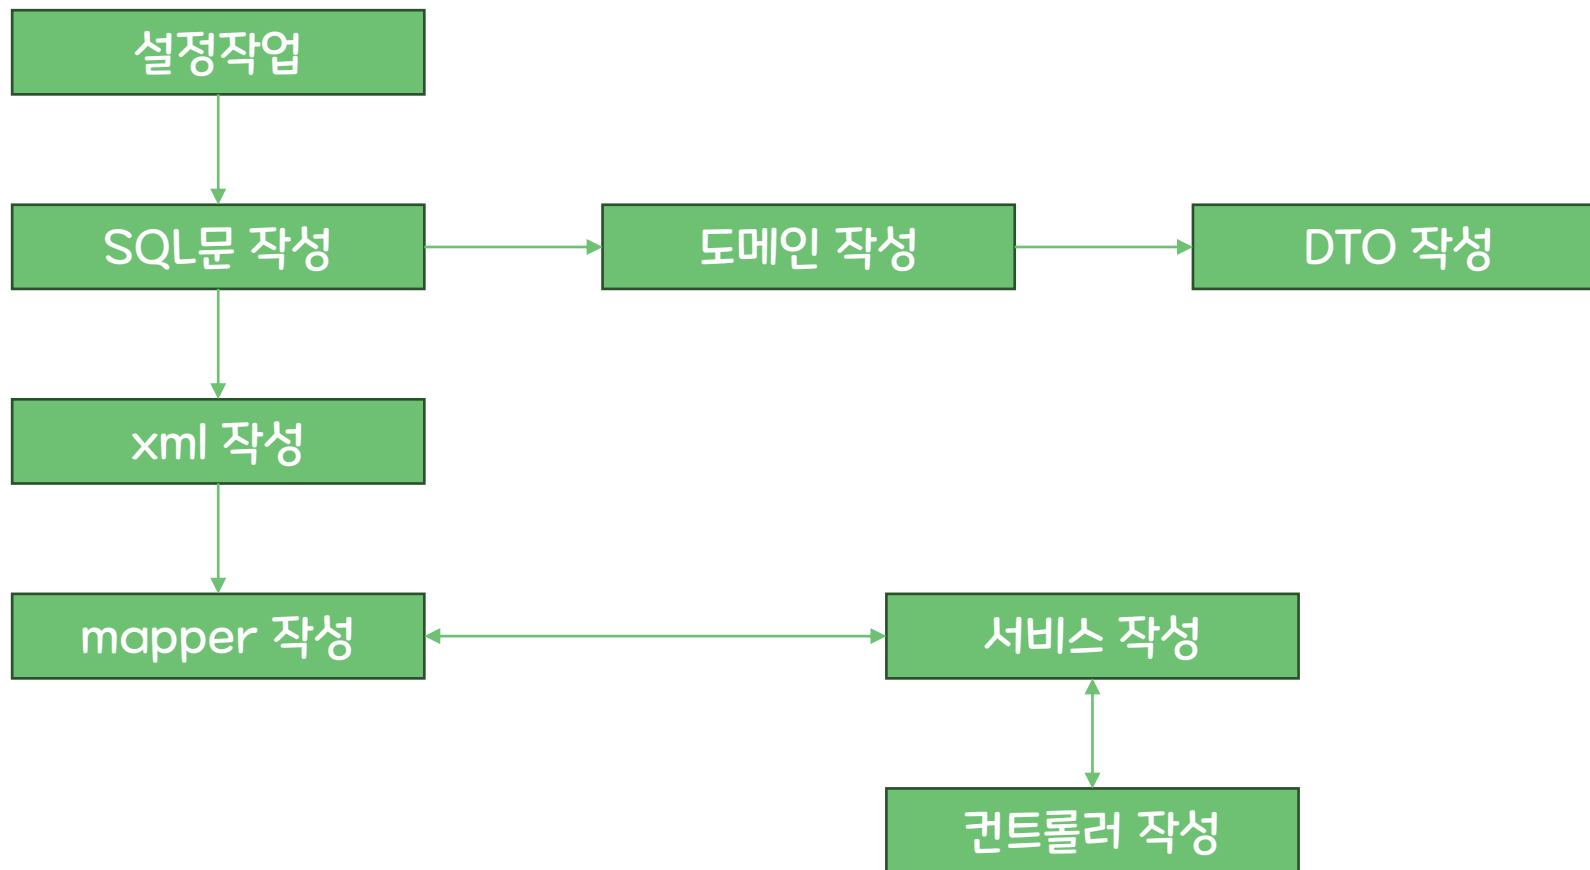 설정작업
SQL문 작성
도메인 작성
DTO 작성
xml 작성
mapper 작성
서비스 작성
컨트롤러 작성